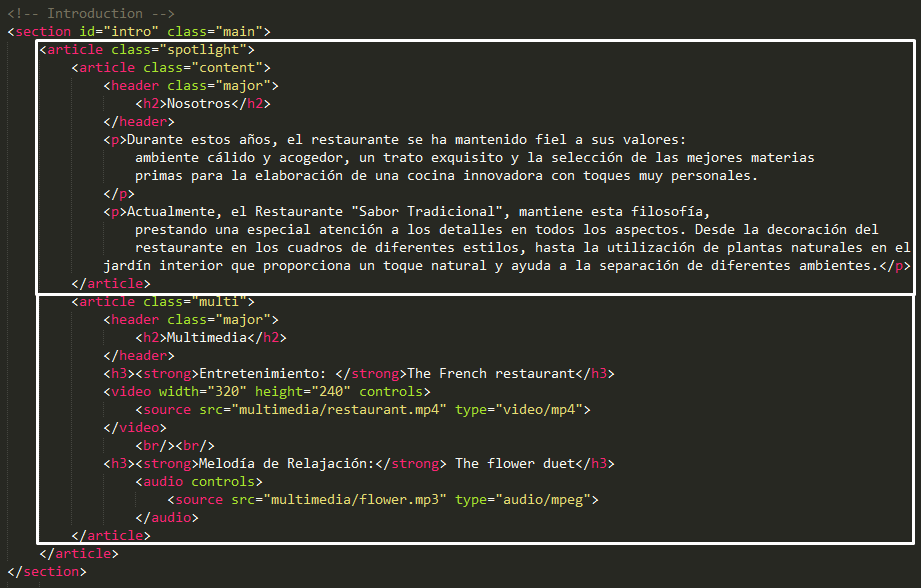 <!-- Introduction -->
<section id="intro" class="main">
<article class="spotlight">
<article class="content">
<header class="major">
<h2>Nosotros</h2>
</header>
<p>Durante estos años, el restaurante se ha mantenido fiel a sus valores:
ambiente cálido y acogedor, un trato exquisito y la selección de las mejores materias
primas para la elaboración de una cocina innovadora con toques muy personales.
</p>
<p>Actualmente, el Restaurante "Sabor Tradicional", mantiene esta filosofía,
prestando una especial atención a los detalles en todos los aspectos. Desde la decoración del
restaurante en los cuadros de diferentes estilos, hasta la utilización de plantas naturales en el
jardín interior que proporciona un toque natural y ayuda a la separación de diferentes ambientes.</p>
</article>
<article class="multi">
<header class="major">
<h2>Multimedia</h2>
</header>
<h3><strong>Entretenimiento: </strong>The French restaurant</h3>
<video width="320" height="240" controls>
<source src="multimedia/restaurant.mp4" type="video/mp4">
</video>
<br/><br/>
<h3><strong>Melodía de Relajación:</strong> The flower duet</h3>
<audio controls>
<source src="multimedia/flower.mp3" type="audio/mpeg">
</audio>
</article>
</article>
</section>